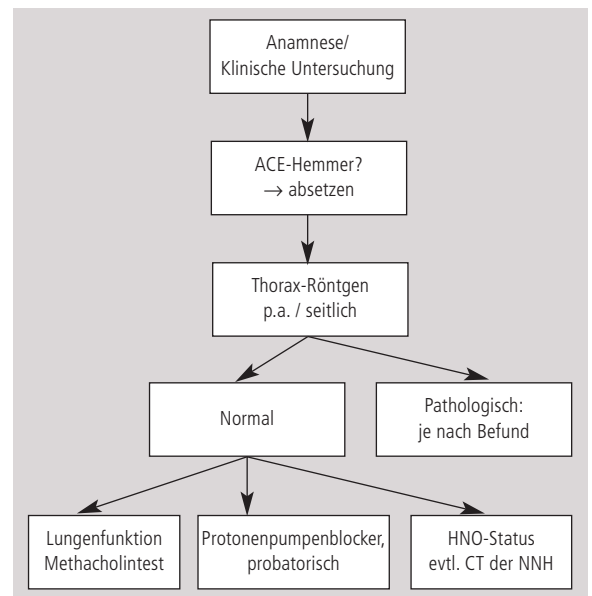 Anamnese/
Klinische Untersuchung
ACE-Hemmer?
→ absetzen
Thorax-Röntgen
p.a. / seitlich
Normal
Pathologisch:
je nach Befund
Lungenfunktion
Methacholintest
Protonenpumpenblocker,
probatorisch
HNO-Status
evtl. CT der NNH